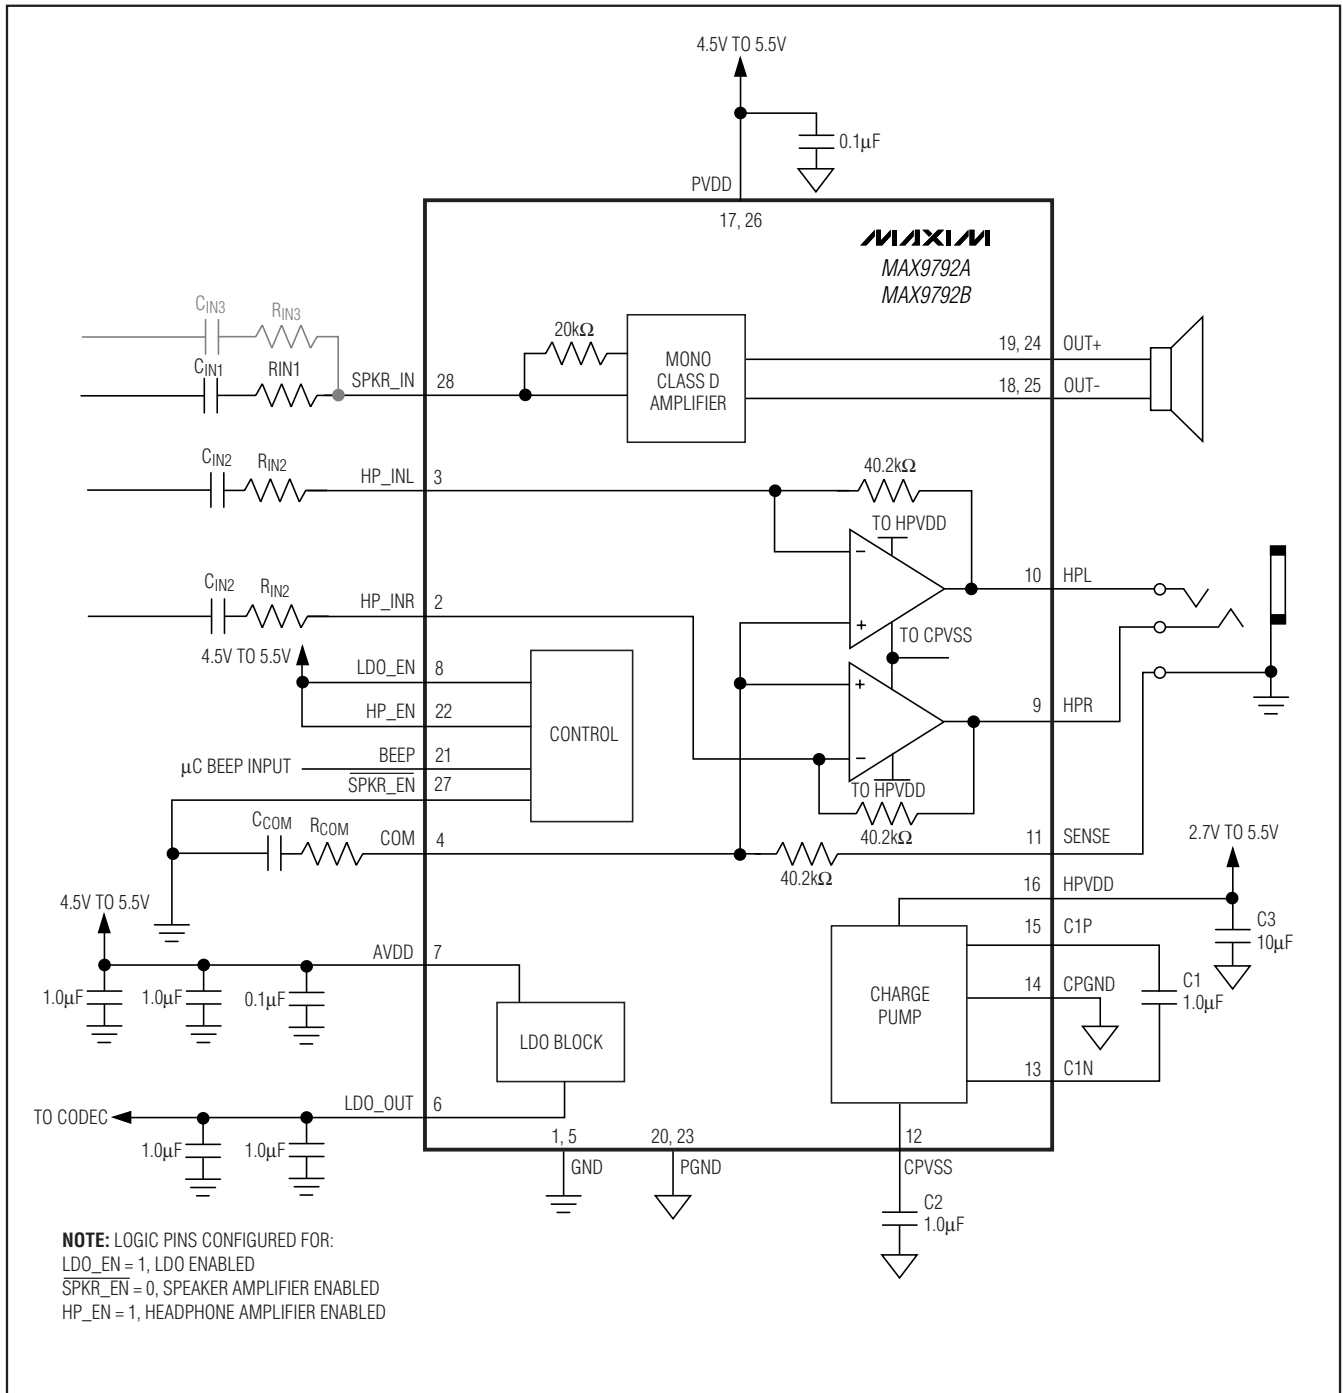 4.5V TO 5.5V
0.1µF
PVDD
17, 26
MAXIM
MAX9792A
MAX9792B
CIN3
RIN3
20kΩ
MONO
CLASS D
AMPLIFIER
19, 24
OUT+
CIN1
RIN1
SPKR_IN
28
18, 25
OUT-
CIN2
RIN2
HP_INL
3
40.2kΩ
TO HPVDD
CIN2
RIN2
HP_INR
2
10
HPL
4.5V TO 5.5V
TO CPVSS
LDO_EN
8
HP_EN
22
CONTROL
9
HPR
µC BEEP INPUT
BEEP
21
SPKR_EN
27
TO HPVDD
40.2kΩ
CCOM
RCOM
COM
4
40.2kΩ
11
SENSE
2.7V TO 5.5V
16
HPVDD
4.5V TO 5.5V
15
C1P
C3
10µF
AVDD
7
1.0µF
1.0µF
0.1µF
CHARGE
PUMP
14
CPGND
C1
1.0µF
LDO BLOCK
13
C1N
TO CODEC
LDO_OUT
6
1.0µF
1.0µF
1, 5
GND
20, 23
PGND
12
CPVSS
C2
1.0µF
NOTE: LOGIC PINS CONFIGURED FOR:
LDO_EN = 1, LDO ENABLED
SPKR_EN = 0, SPEAKER AMPLIFIER ENABLED
HP_EN = 1, HEADPHONE AMPLIFIER ENABLED